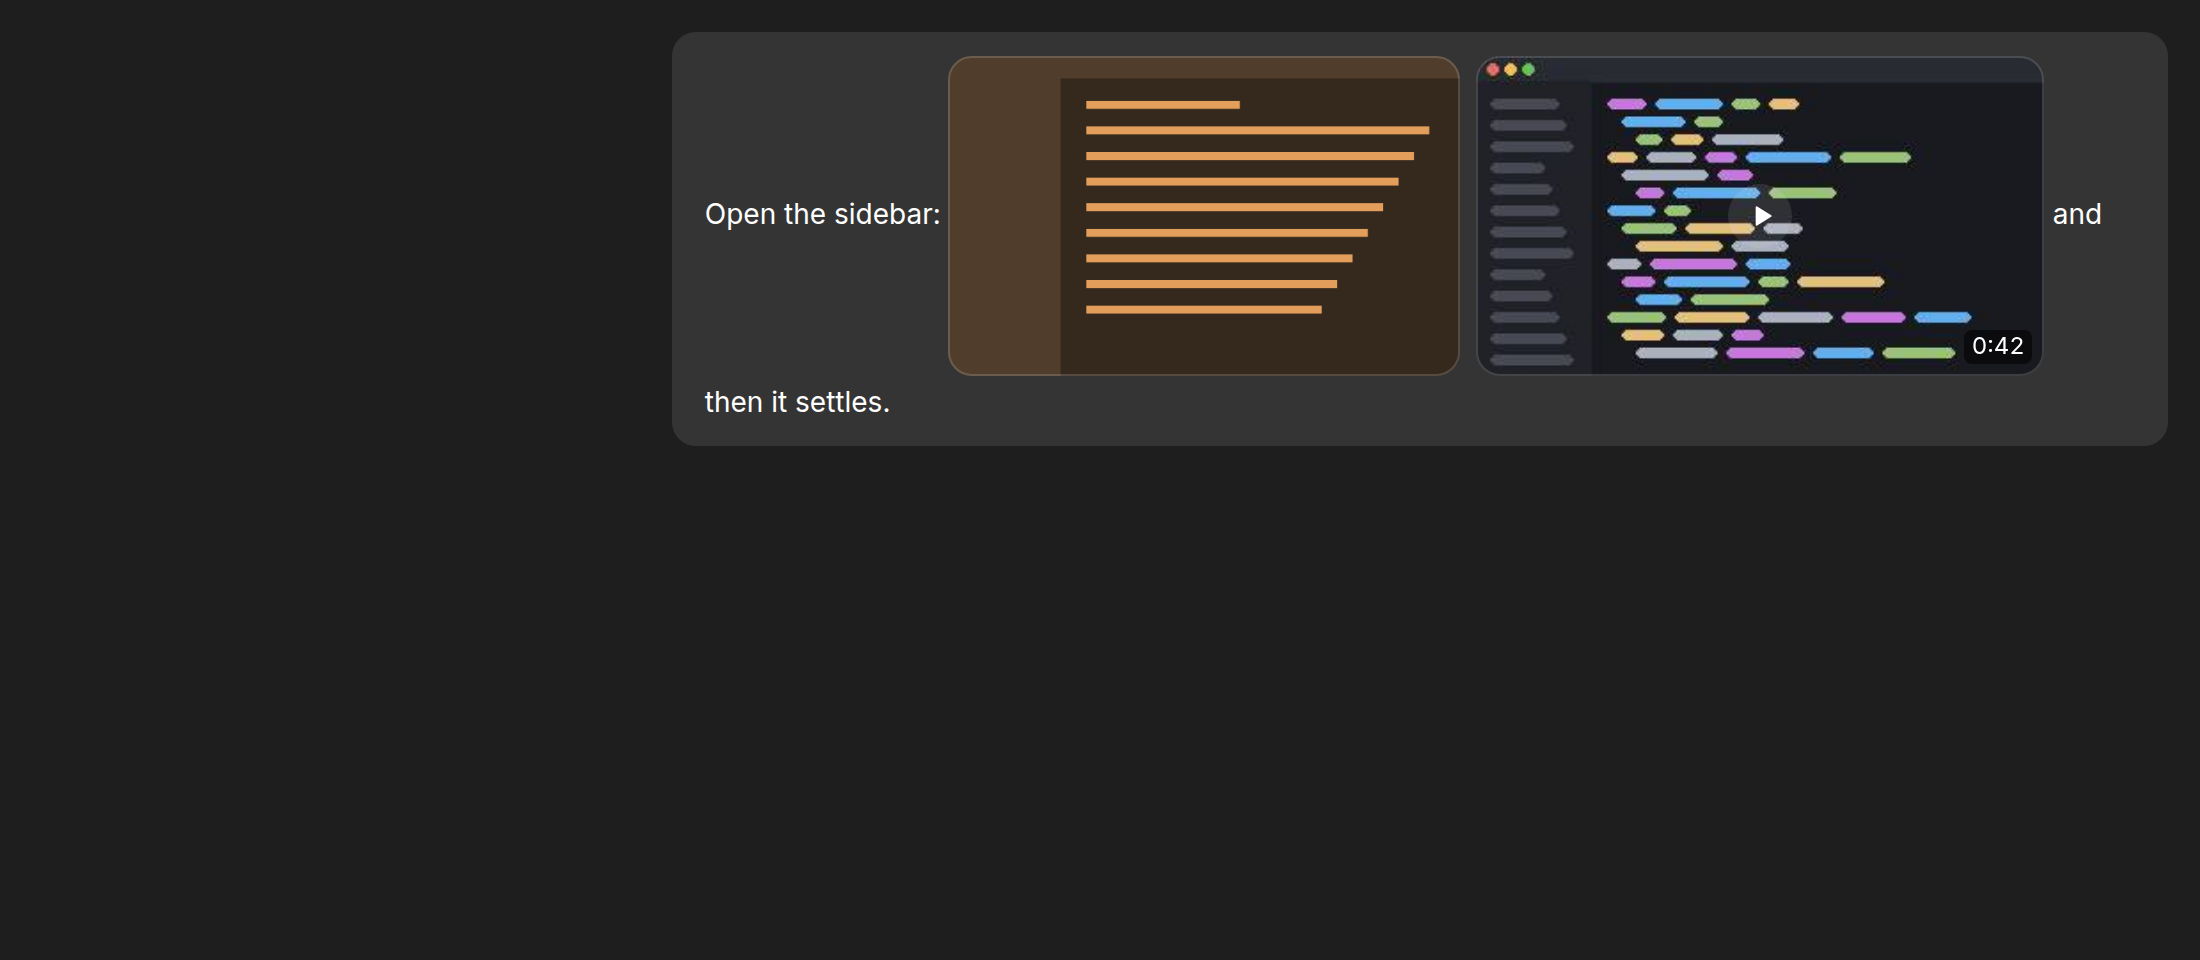 Open the sidebar: and
0:42
then it settles.